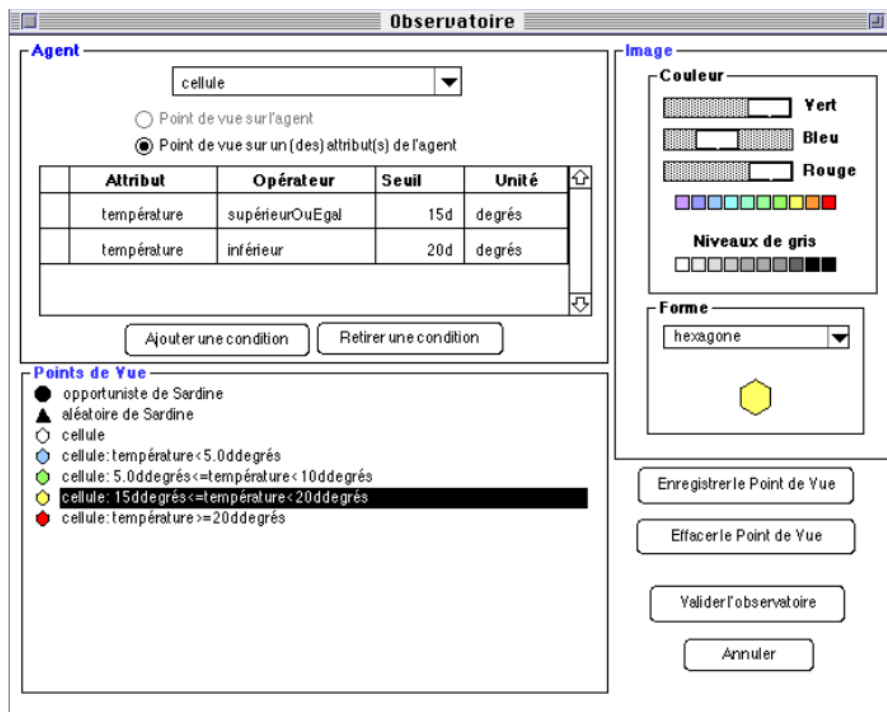 Observatoire
Agent
cellule
Point de vue sur l'agent
Point de vue sur un (des) attribut(s) de l'agent
Attribut Opérateur Seuil Unité
température supérieurOuEgal 15d degrés
température inférieur 20d degrés
Ajouter une condition Retirer une condition
Points de Vue
opportuniste de Sardine
aléatoire de Sardine
cellule
cellule: température<5.0ddegrés
cellule: 5.0ddegrés<=température<10ddegrés
cellule: 15ddegrés<=température<20ddegrés
cellule: température>=20ddegrés
Image
Couleur
Vert
Bleu
Rouge
Niveaux de gris
Forme
hexagone
Enregistrer le Point de Vue
Effacer le Point de Vue
Valider l'observatoire
Annuler